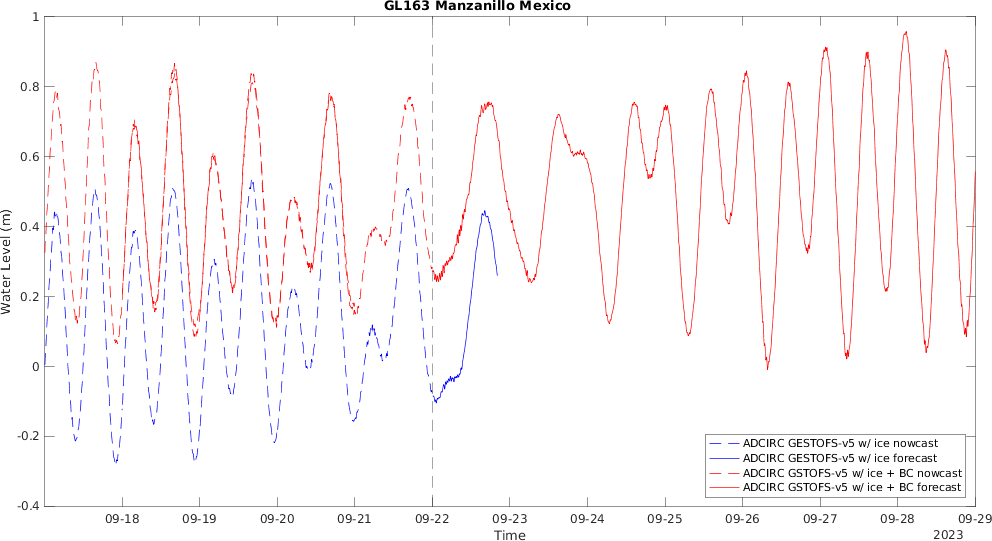 GL163 Manzanillo Mexico
1
0.8
0.6
0.4
0.2
0
-0.2
-0.4
Water Level (m)
ADCIRC GESTOFS-v5 w/ ice nowcast
ADCIRC GESTOFS-v5 w/ ice forecast
ADCIRC GSTOFS-v5 w/ ice + BC nowcast
ADCIRC GSTOFS-v5 w/ ice + BC forecast
09-18 09-19 09-20 09-21 09-22 09-23 09-24 09-25 09-26 09-27 09-28 09-29
Time
2023